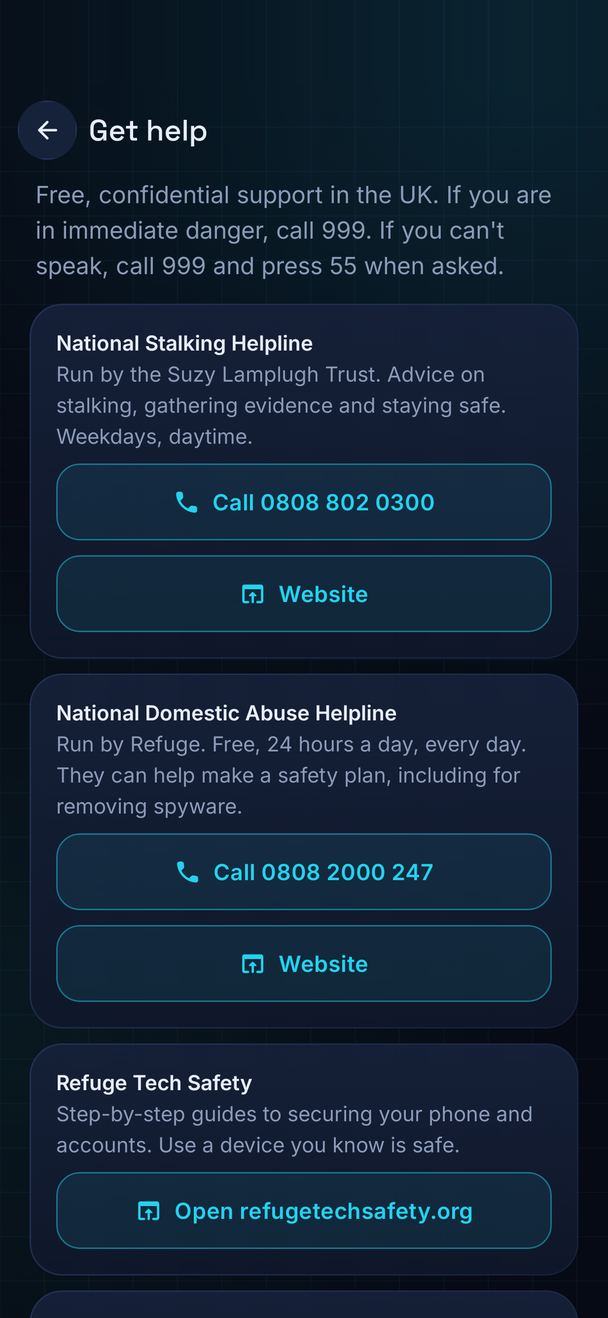 Get help
Free, confidential support in the UK. If you are
in immediate danger, call 999. If you can't
speak, call 999 and press 55 when asked.
National Stalking Helpline
Run by the Suzy Lamplugh Trust. Advice on
stalking, gathering evidence and staying safe.
Weekdays, daytime.
Call 0808 802 0300
Website
National Domestic Abuse Helpline
Run by Refuge. Free, 24 hours a day, every day.
They can help make a safety plan, including for
removing spyware.
Call 0808 2000 247
Website
Refuge Tech Safety
Step-by-step guides to securing your phone and
accounts. Use a device you know is safe.
Open refugetechsafety.org